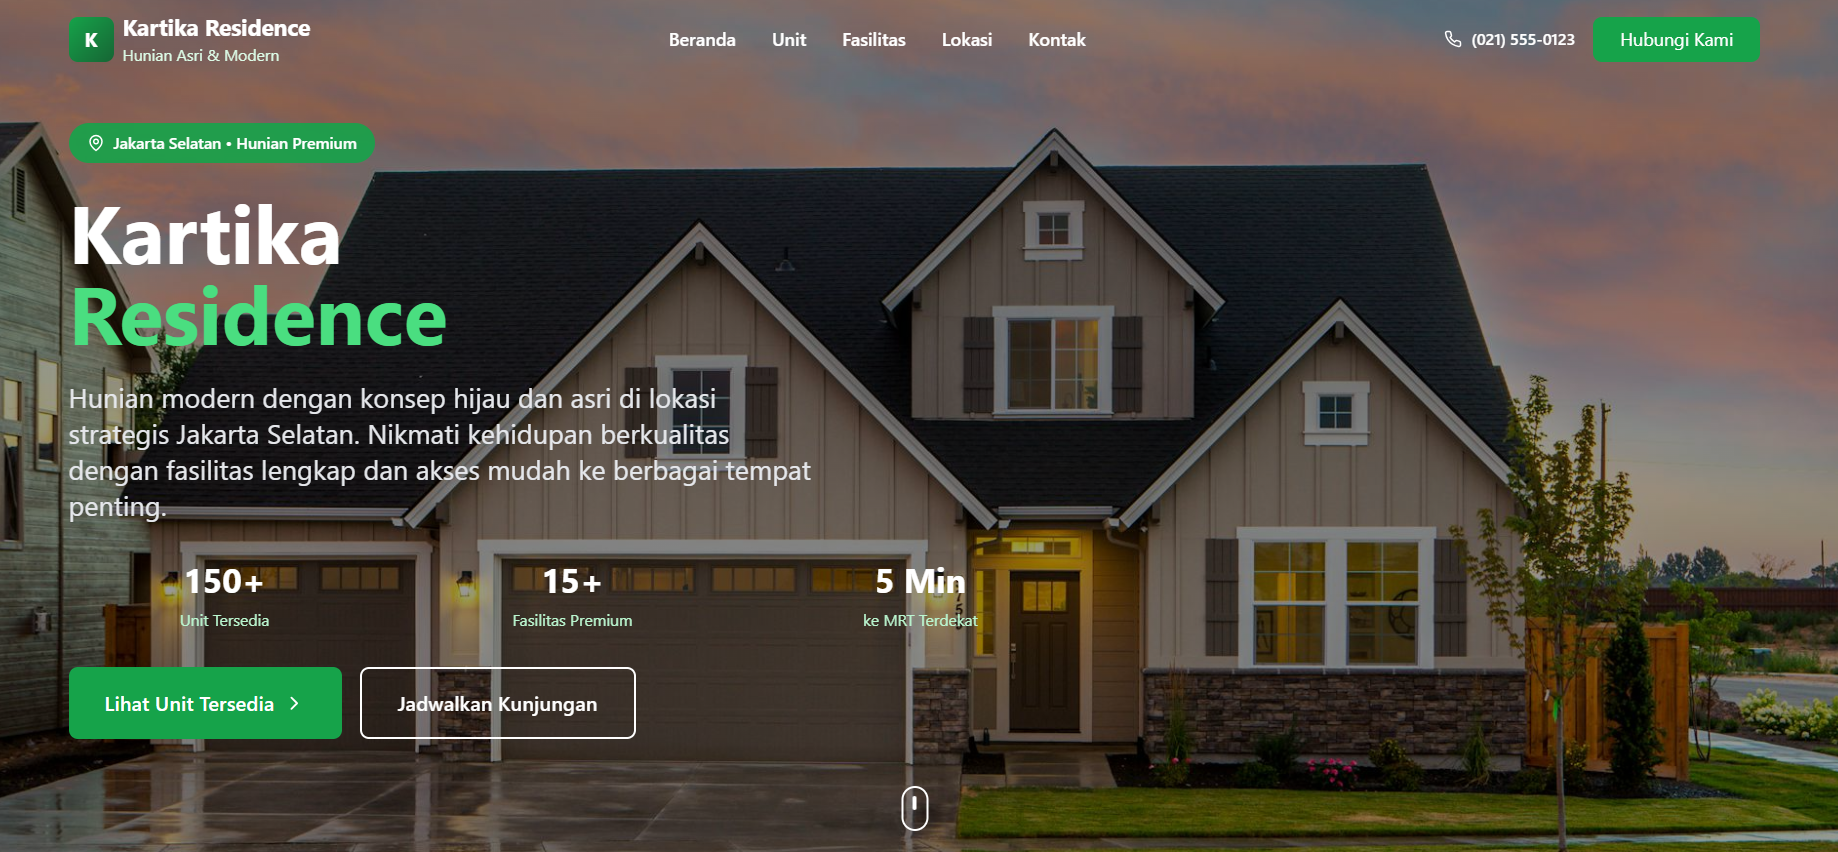 K
Kartika Residence
Hunian Asri & Modern
Beranda
Unit
Fasilitas
Lokasi
Kontak
(021) 555-0123
Hubungi Kami
Jakarta Selatan • Hunian Premium
Kartika
Residence
Hunian modern dengan konsep hijau dan asri di lokasi
strategis Jakarta Selatan. Nikmati kehidupan berkualitas
dengan fasilitas lengkap dan akses mudah ke berbagai tempat
penting.
150+
Unit Tersedia
15+
Fasilitas Premium
5 Min
ke MRT Terdekat
Lihat Unit Tersedia
Jadwalkan Kunjungan